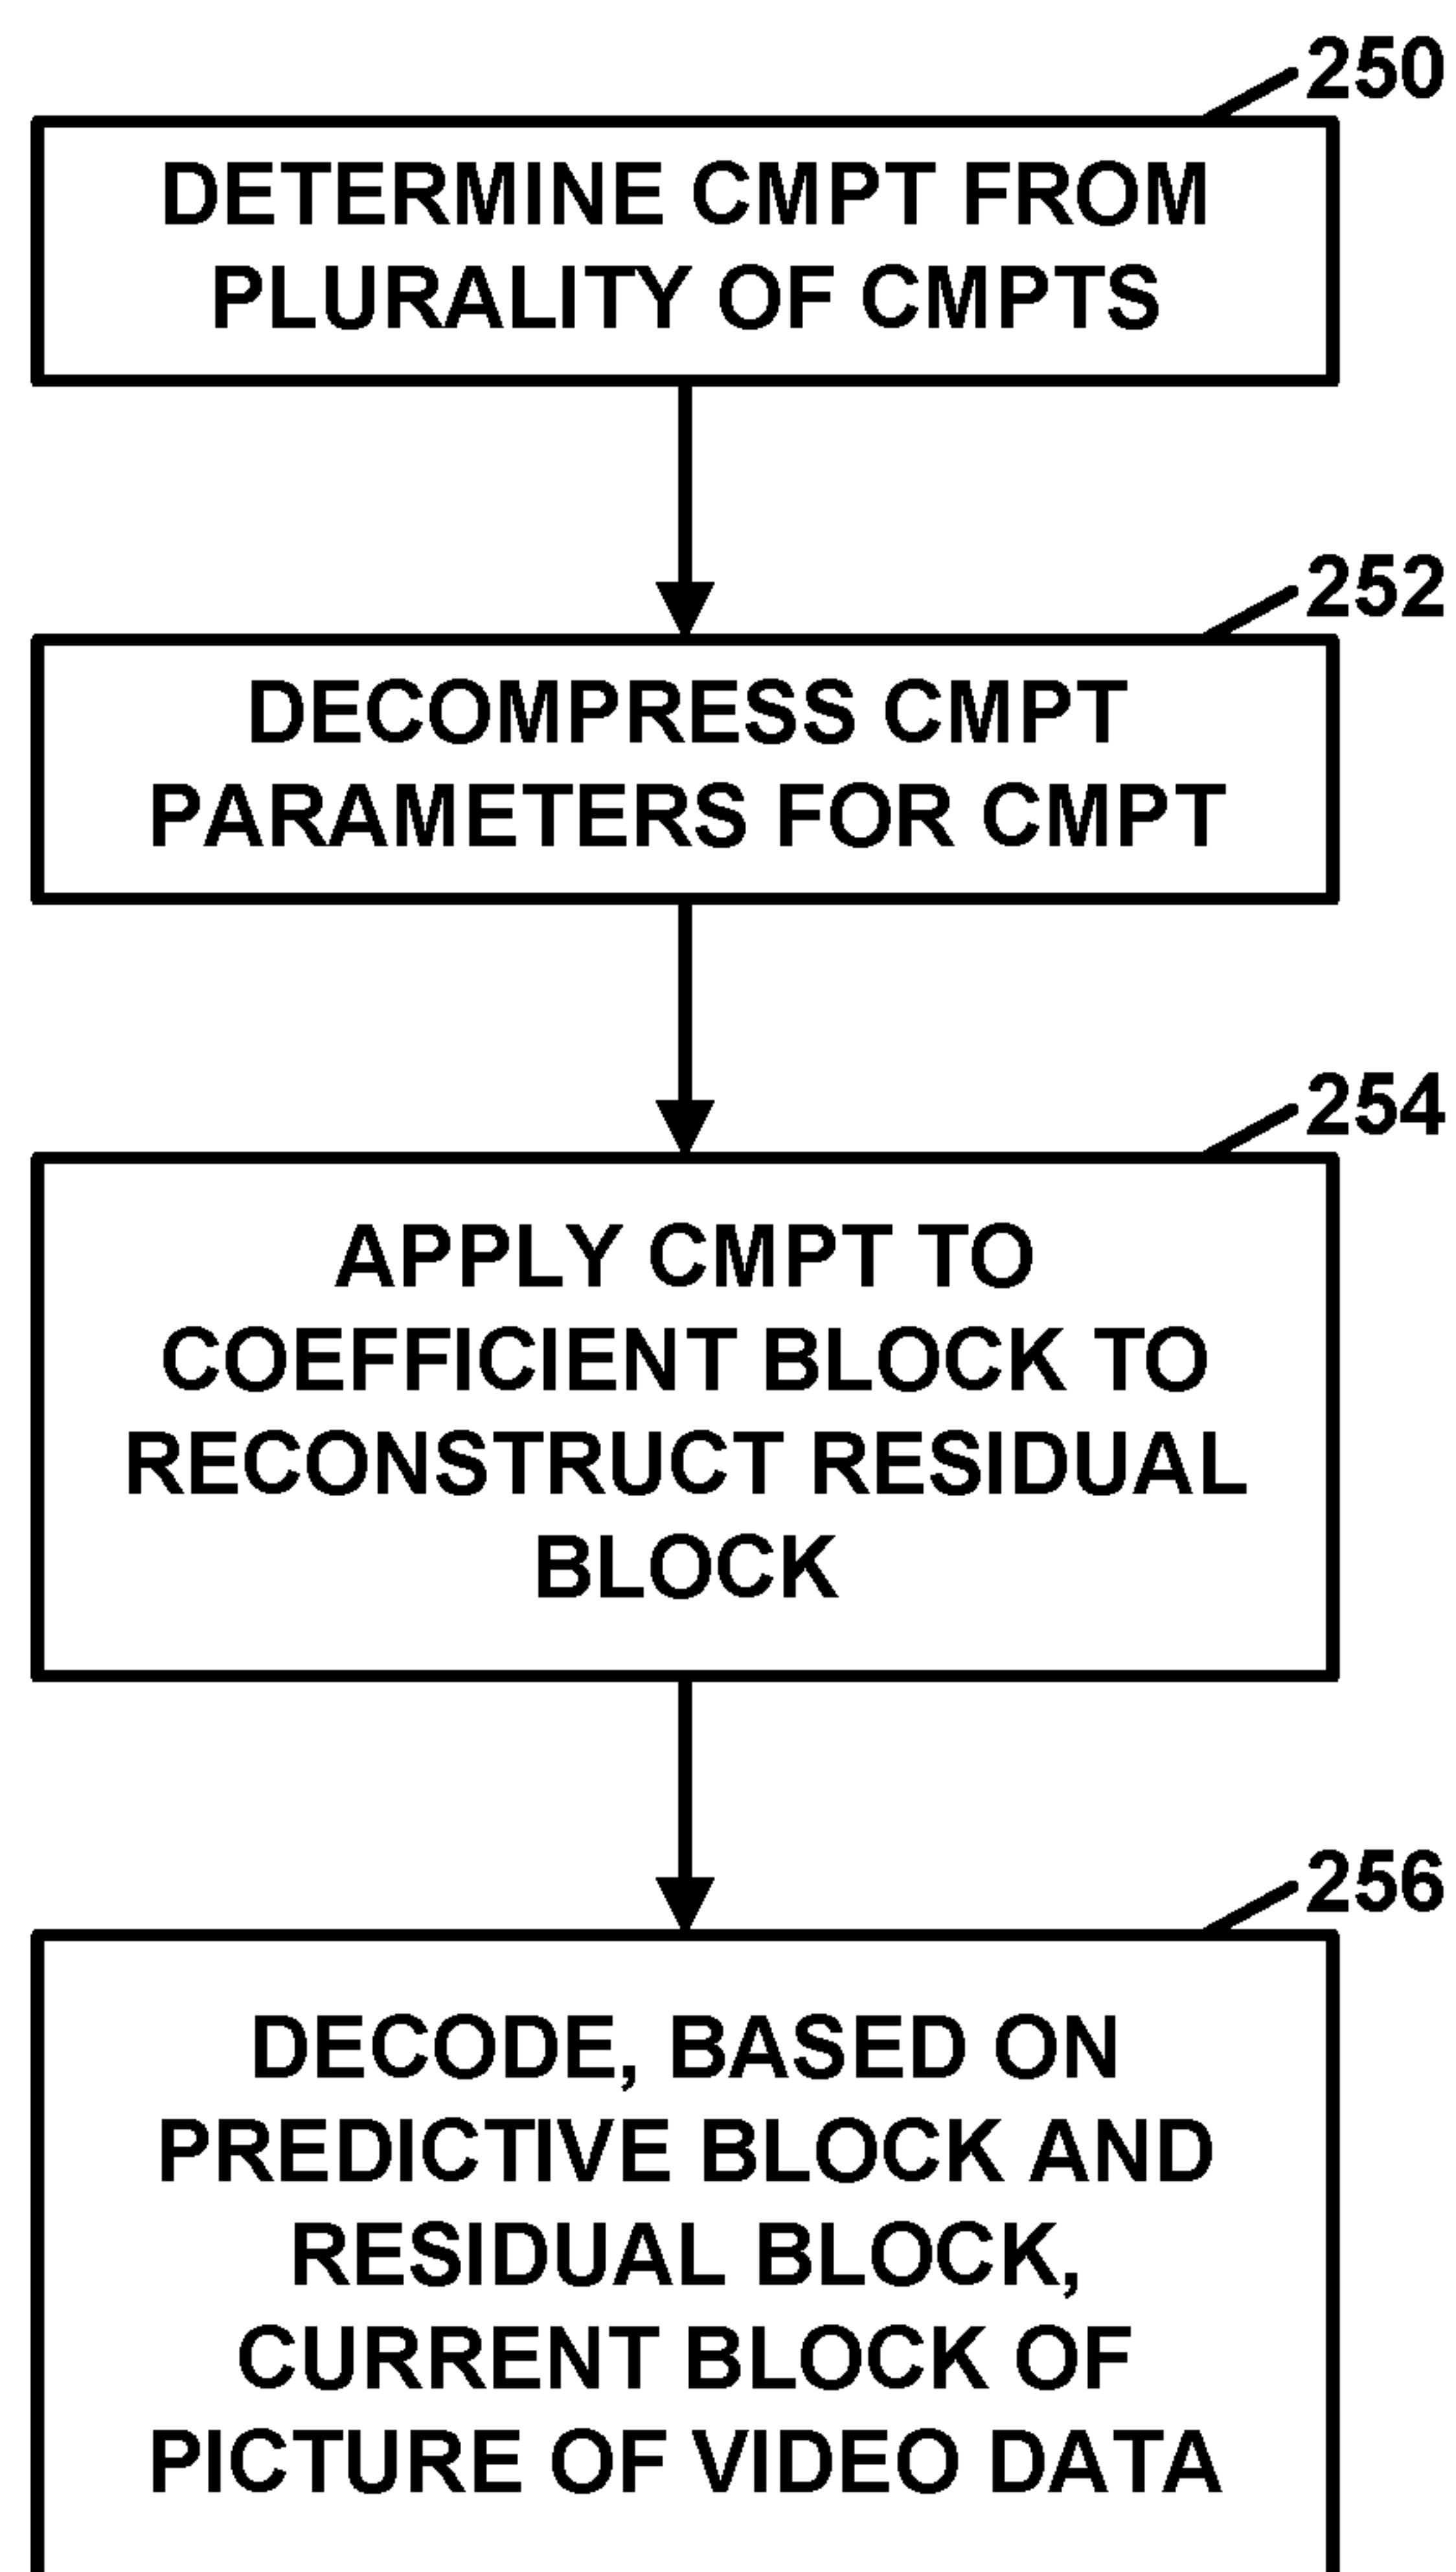 250
DETERMINE CMPT FROM
PLURALITY OF CMPTS
252
DECOMPRESS CMPT
PARAMETERS FOR CMPT
254
APPLY CMPT TO
COEFFICIENT BLOCK TO
RECONSTRUCT RESIDUAL
BLOCK
256
DECODE, BASED ON
PREDICTIVE BLOCK AND
RESIDUAL BLOCK,
CURRENT BLOCK OF
PICTURE OF VIDEO DATA